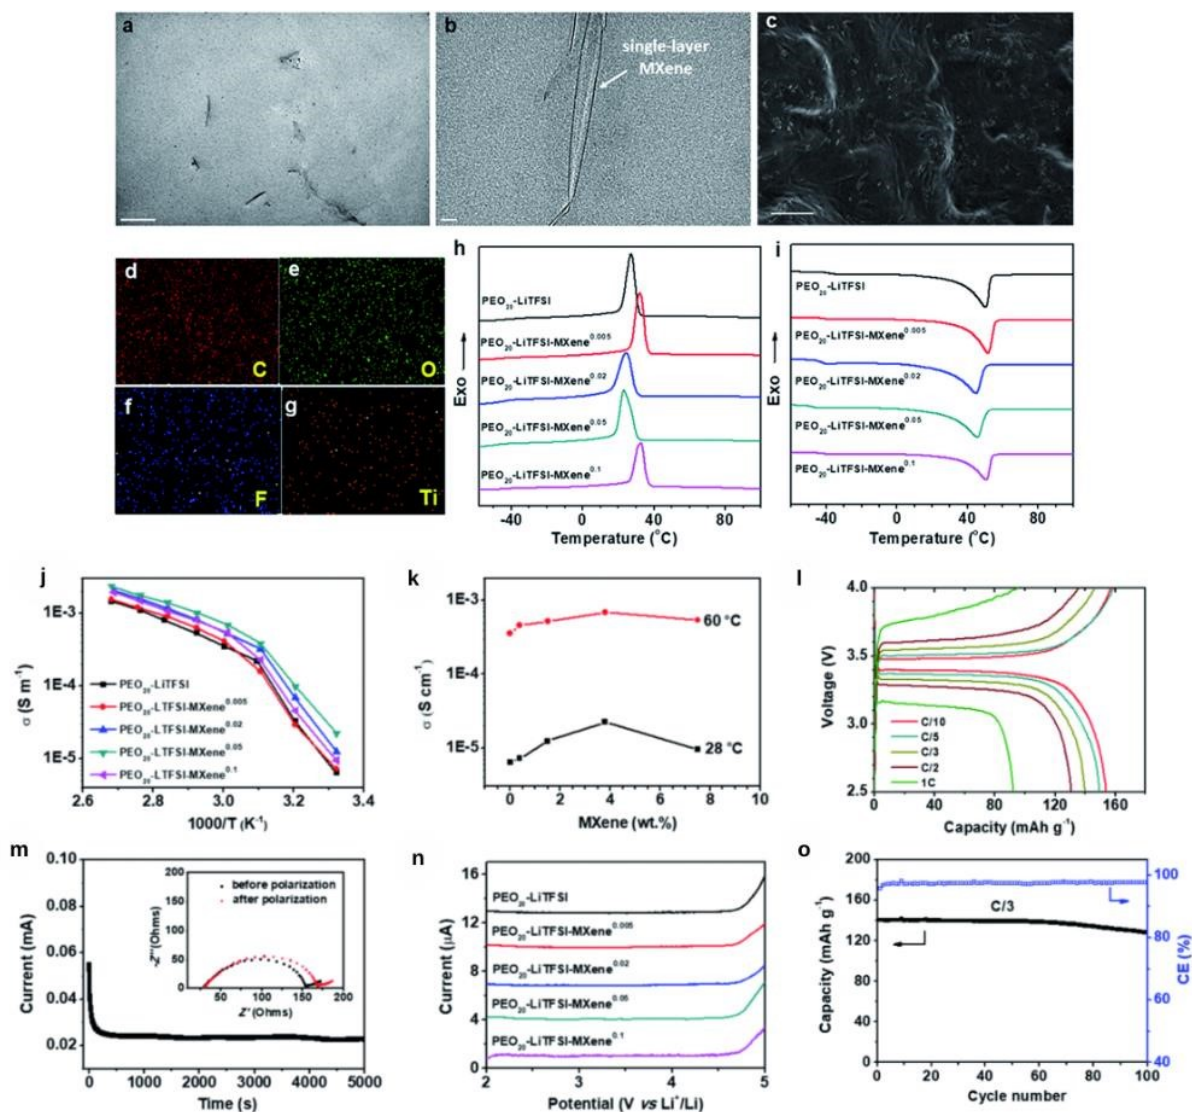 a
b
single-layer
MXene
c
d
C
e
O
f
F
g
Ti
h
PEO₂₀-LiTFSI
PEO₂₀-LiTFSI-MXene⁰·⁰⁰⁵
PEO₂₀-LiTFSI-MXene⁰·⁰²
PEO₂₀-LiTFSI-MXene⁰·⁰⁵
PEO₂₀-LiTFSI-MXene⁰·¹
Exo
-40 0 40 80
Temperature (°C)
i
PEO₂₀-LiTFSI
PEO₂₀-LiTFSI-MXene⁰·⁰⁰⁵
PEO₂₀-LiTFSI-MXene⁰·⁰²
PEO₂₀-LiTFSI-MXene⁰·⁰⁵
PEO₂₀-LiTFSI-MXene⁰·¹
Exo
-40 0 40 80
Temperature (°C)
j
σ (S m⁻¹)
1E-3
1E-4
1E-5
PEO₂₀-LiTFSI
PEO₂₀-LTFSI-MXene⁰·⁰⁰⁵
PEO₂₀-LTFSI-MXene⁰·⁰²
PEO₂₀-LTFSI-MXene⁰·⁰⁵
PEO₂₀-LTFSI-MXene⁰·¹
2.6 2.8 3.0 3.2 3.4
1000/T (K⁻¹)
k
σ (S cm⁻¹)
1E-3
1E-4
1E-5
60 °C
28 °C
0 2 4 6 8 10
MXene (wt.%)
l
Voltage (V)
4.0
3.5
3.0
2.5
C/10
C/5
C/3
C/2
1C
0 40 80 120 160
Capacity (mAh g⁻¹)
m
Current (mA)
0.10
0.08
0.06
0.04
0.02
-Z''(Ohms)
200
150
100
50
0
before polarization
after polarization
50 100 150 200
Z' (Ohms)
0 1000 2000 3000 4000 5000
Time (s)
n
Current (μA)
16
12
8
4
0
PEO₂₀-LiTFSI
PEO₂₀-LiTFSI-MXene⁰·⁰⁰⁵
PEO₂₀-LiTFSI-MXene⁰·⁰²
PEO₂₀-LiTFSI-MXene⁰·⁰⁵
PEO₂₀-LiTFSI-MXene⁰·¹
2 3 4 5
Potential (V vs Li⁺/Li)
o
Capacity (mAh g⁻¹)
200
160
120
80
40
0
C/3
100
80
60
40
CE (%)
0 20 40 60 80 100
Cycle number